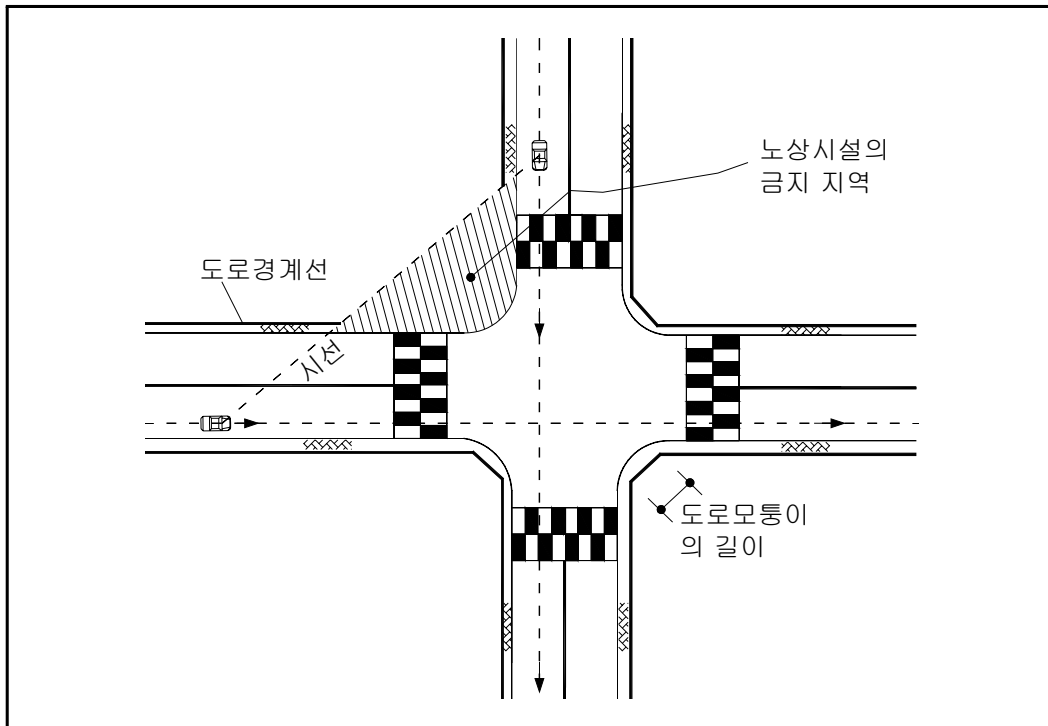 노상시설의
금지 지역
도로경계선
시선
도로모퉁이
의 길이